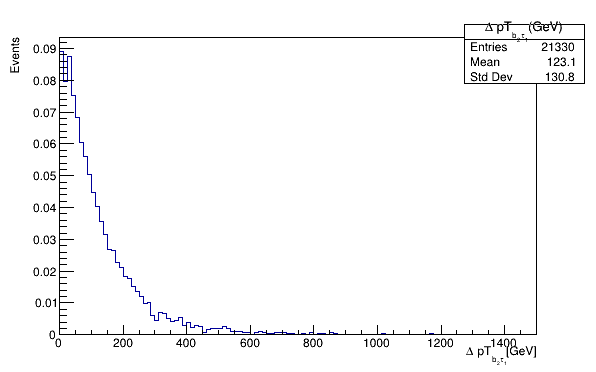 Δ pT_{b_2τ_1}(GeV)
Entries 21330
Mean 123.1
Std Dev 130.8
Events
0.09
0.08
0.07
0.06
0.05
0.04
0.03
0.02
0.01
0
0 200 400 600 800 1000 1200 1400
Δ pT_{b_2τ_1}[GeV]